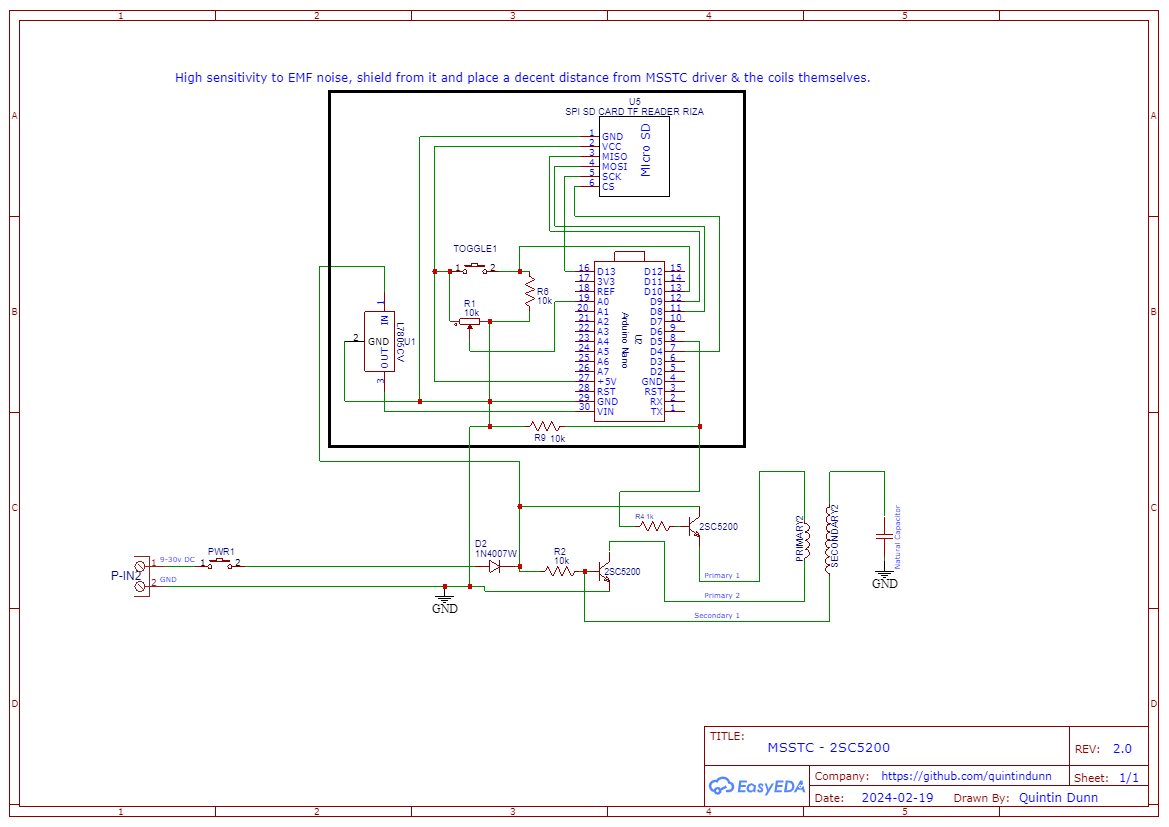 1 2 3 4 5
High sensitivity to EMF noise, shield from it and place a decent distance from MSSTC driver & the coils themselves.
A A
U5
SPI SD CARD TF READER RIZA
1 GND
2 VCC
3 MISO
4 MOSI
5 SCK
6 CS
Micro SD
B B
TOGGLE1
1 2
R6
10k
R1
10k
1 IN
2 GND
3 OUT
L7805CV
U1
16 D13 D12 15
17 3V3 D11 14
18 REF D10 13
19 A0 D9 12
20 A1 D8 11
21 A2 D7 10
22 A3 D6 9
23 A4 D5 8
24 A5 D4 7
25 A6 D3 6
26 A7 D2 5
27 +5V GND 4
28 RST RST 3
29 GND RX 2
30 VIN TX 1
Arduino Nano
U2
R9 10k
C C
R4 1k
2SC5200
PRIMARY2
SECONDARY2
Natural Capacitor
GND
P-IN2
1 9-30v DC
2 GND
PWR1
1 2
D2
1N4007W
R2
10k
2SC5200
GND
Primary 1
Primary 2
Secondary 1
D D
TITLE:
MSSTC - 2SC5200
REV: 2.0
EasyEDA
Company: https://github.com/quintindunn
Sheet: 1/1
Date: 2024-02-19 Drawn By: Quintin Dunn
1 2 3 4 5